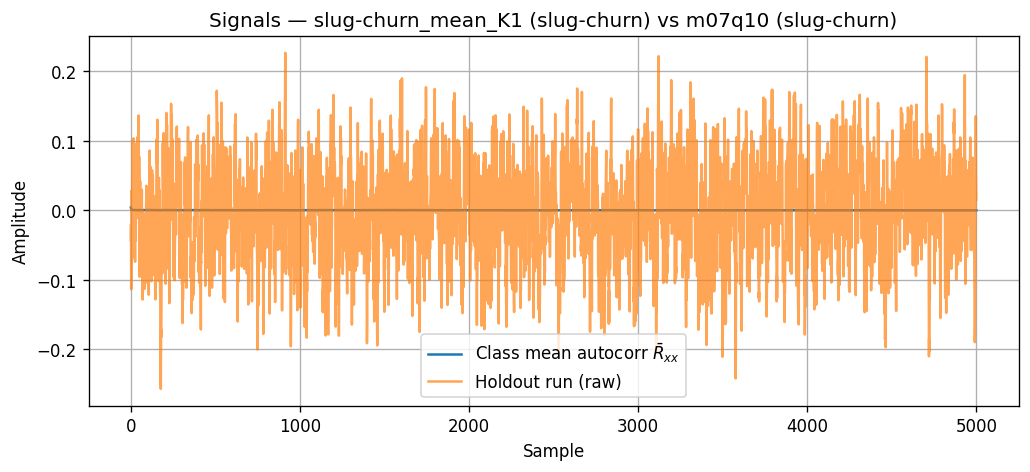 Signals — slug-churn_mean_K1 (slug-churn) vs m07q10 (slug-churn)
Amplitude
0.2
0.1
0.0
−0.1
−0.2
Class mean autocorr R̄xx
Holdout run (raw)
0 1000 2000 3000 4000 5000
Sample